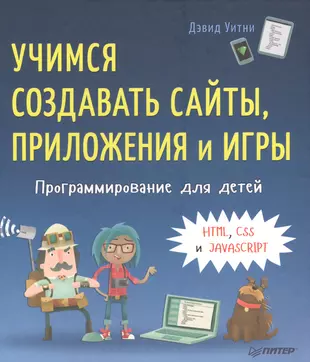 Дэвид Уитни
УЧИМСЯ
СОЗДАВАТЬ САЙТЫ,
ПРИЛОЖЕНИЯ И ИГРЫ
Программирование для детей
HTML, CSS
и JAVASCRIPT
ПИТЕР